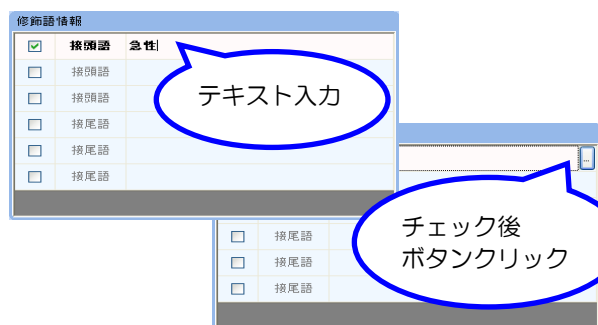 修飾語情報
接頭語 急性
接頭語
接頭語
接尾語
接尾語
接尾語
テキスト入力
...
接尾語
接尾語
接尾語
チェック後
ボタンクリック